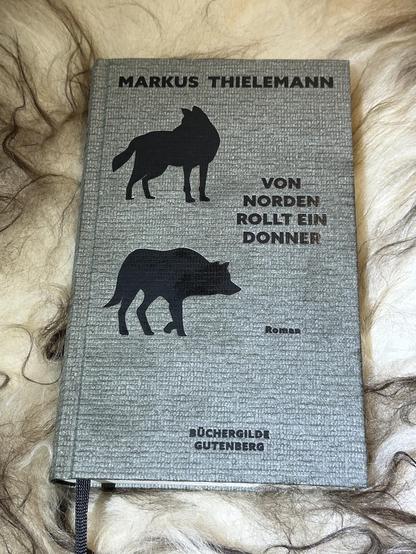 MARKUS THIELEMANN
VON
NORDEN
ROLLT EIN
DONNER
Roman
BÜCHERGILDE
GUTENBERG